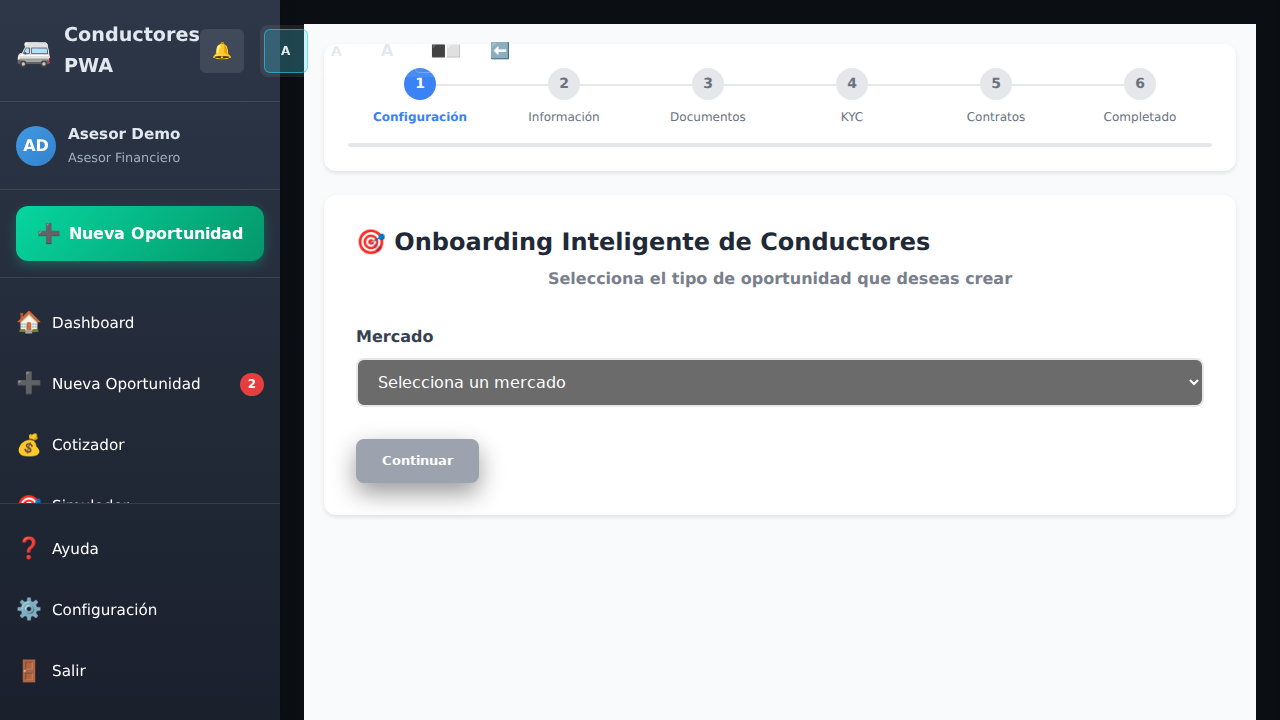 Conductores
PWA
A
A
A
AD
Asesor Demo
Asesor Financiero
➕ Nueva Oportunidad
Dashboard
Nueva Oportunidad
2
Cotizador
Simulador
Ayuda
Configuración
Salir
1
Configuración
2
Información
3
Documentos
4
KYC
5
Contratos
6
Completado
🎯 Onboarding Inteligente de Conductores
Selecciona el tipo de oportunidad que deseas crear
Mercado
Selecciona un mercado
Continuar